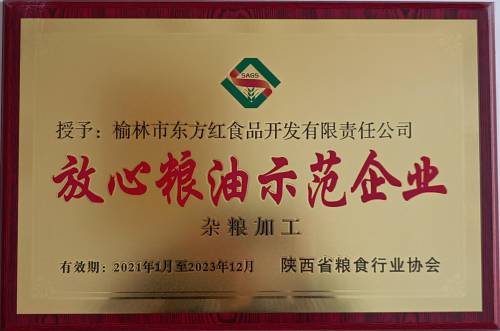 SAGS
授予：榆林市东方红食品开发有限责任公司
放心粮油示范企业
杂粮加工
有效期：2021年1月至2023年12月 陕西省粮食行业协会